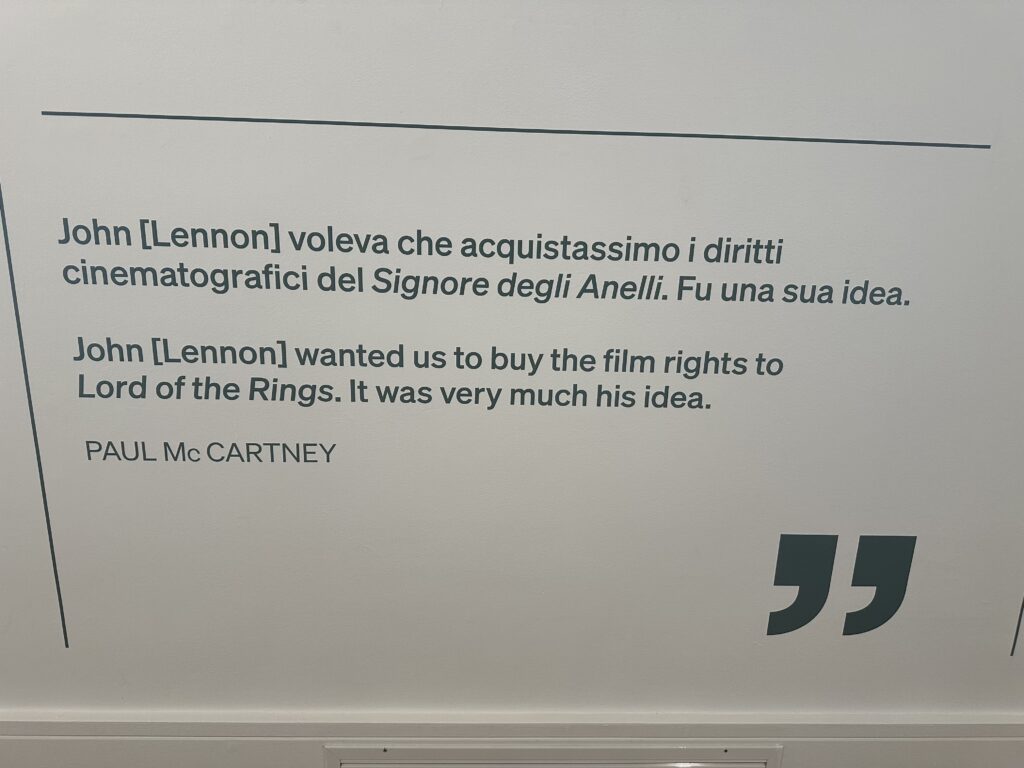 John [Lennon] voleva che acquistassimo i diritti
cinematografici del Signore degli Anelli. Fu una sua idea.
John [Lennon] wanted us to buy the film rights to
Lord of the Rings. It was very much his idea.
PAUL Mc CARTNEY
”